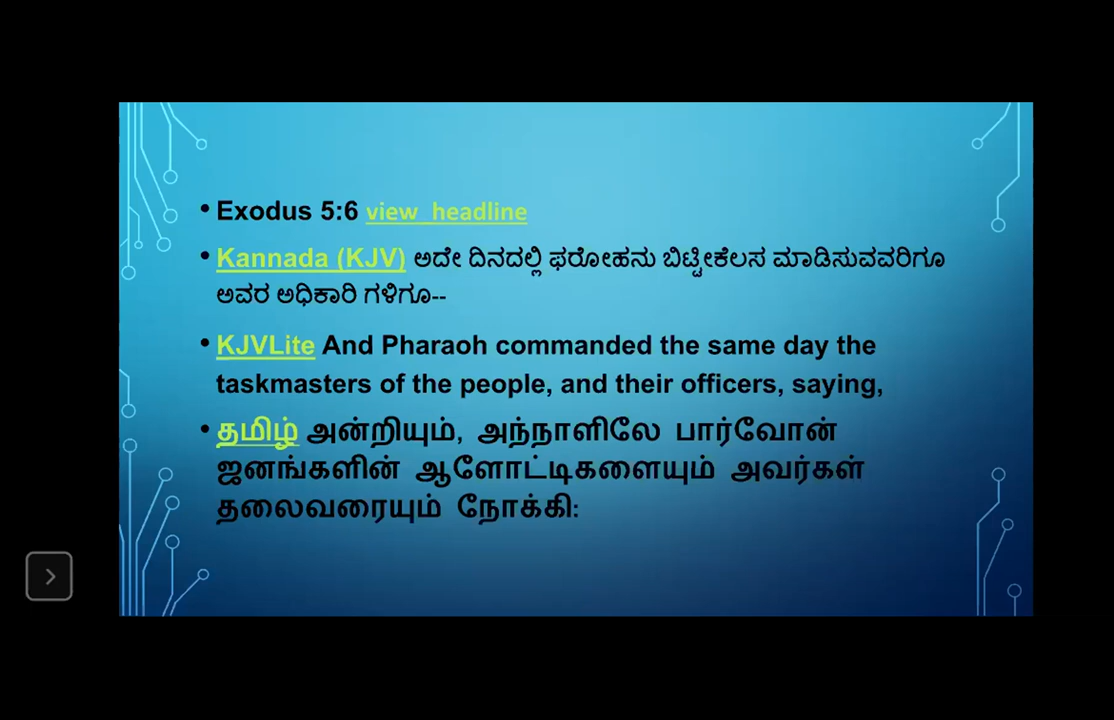 • Exodus 5:6 view_headline
• Kannada (KJV) ಅದೇ ದಿನದಲ್ಲಿ ಫರೋಹನು ಬಿಟ್ಟೀಕೆಲಸ ಮಾಡಿಸುವವರಿಗೂ
ಅವರ ಅಧಿಕಾರಿ ಗಳಿಗೂ--
• KJVLite And Pharaoh commanded the same day the
taskmasters of the people, and their officers, saying,
• தமிழ் அன்றியும், அந்நாளிலே பார்வோன்
ஜனங்களின் ஆளோட்டிகளையும் அவர்கள்
தலைவரையும் நோக்கி: